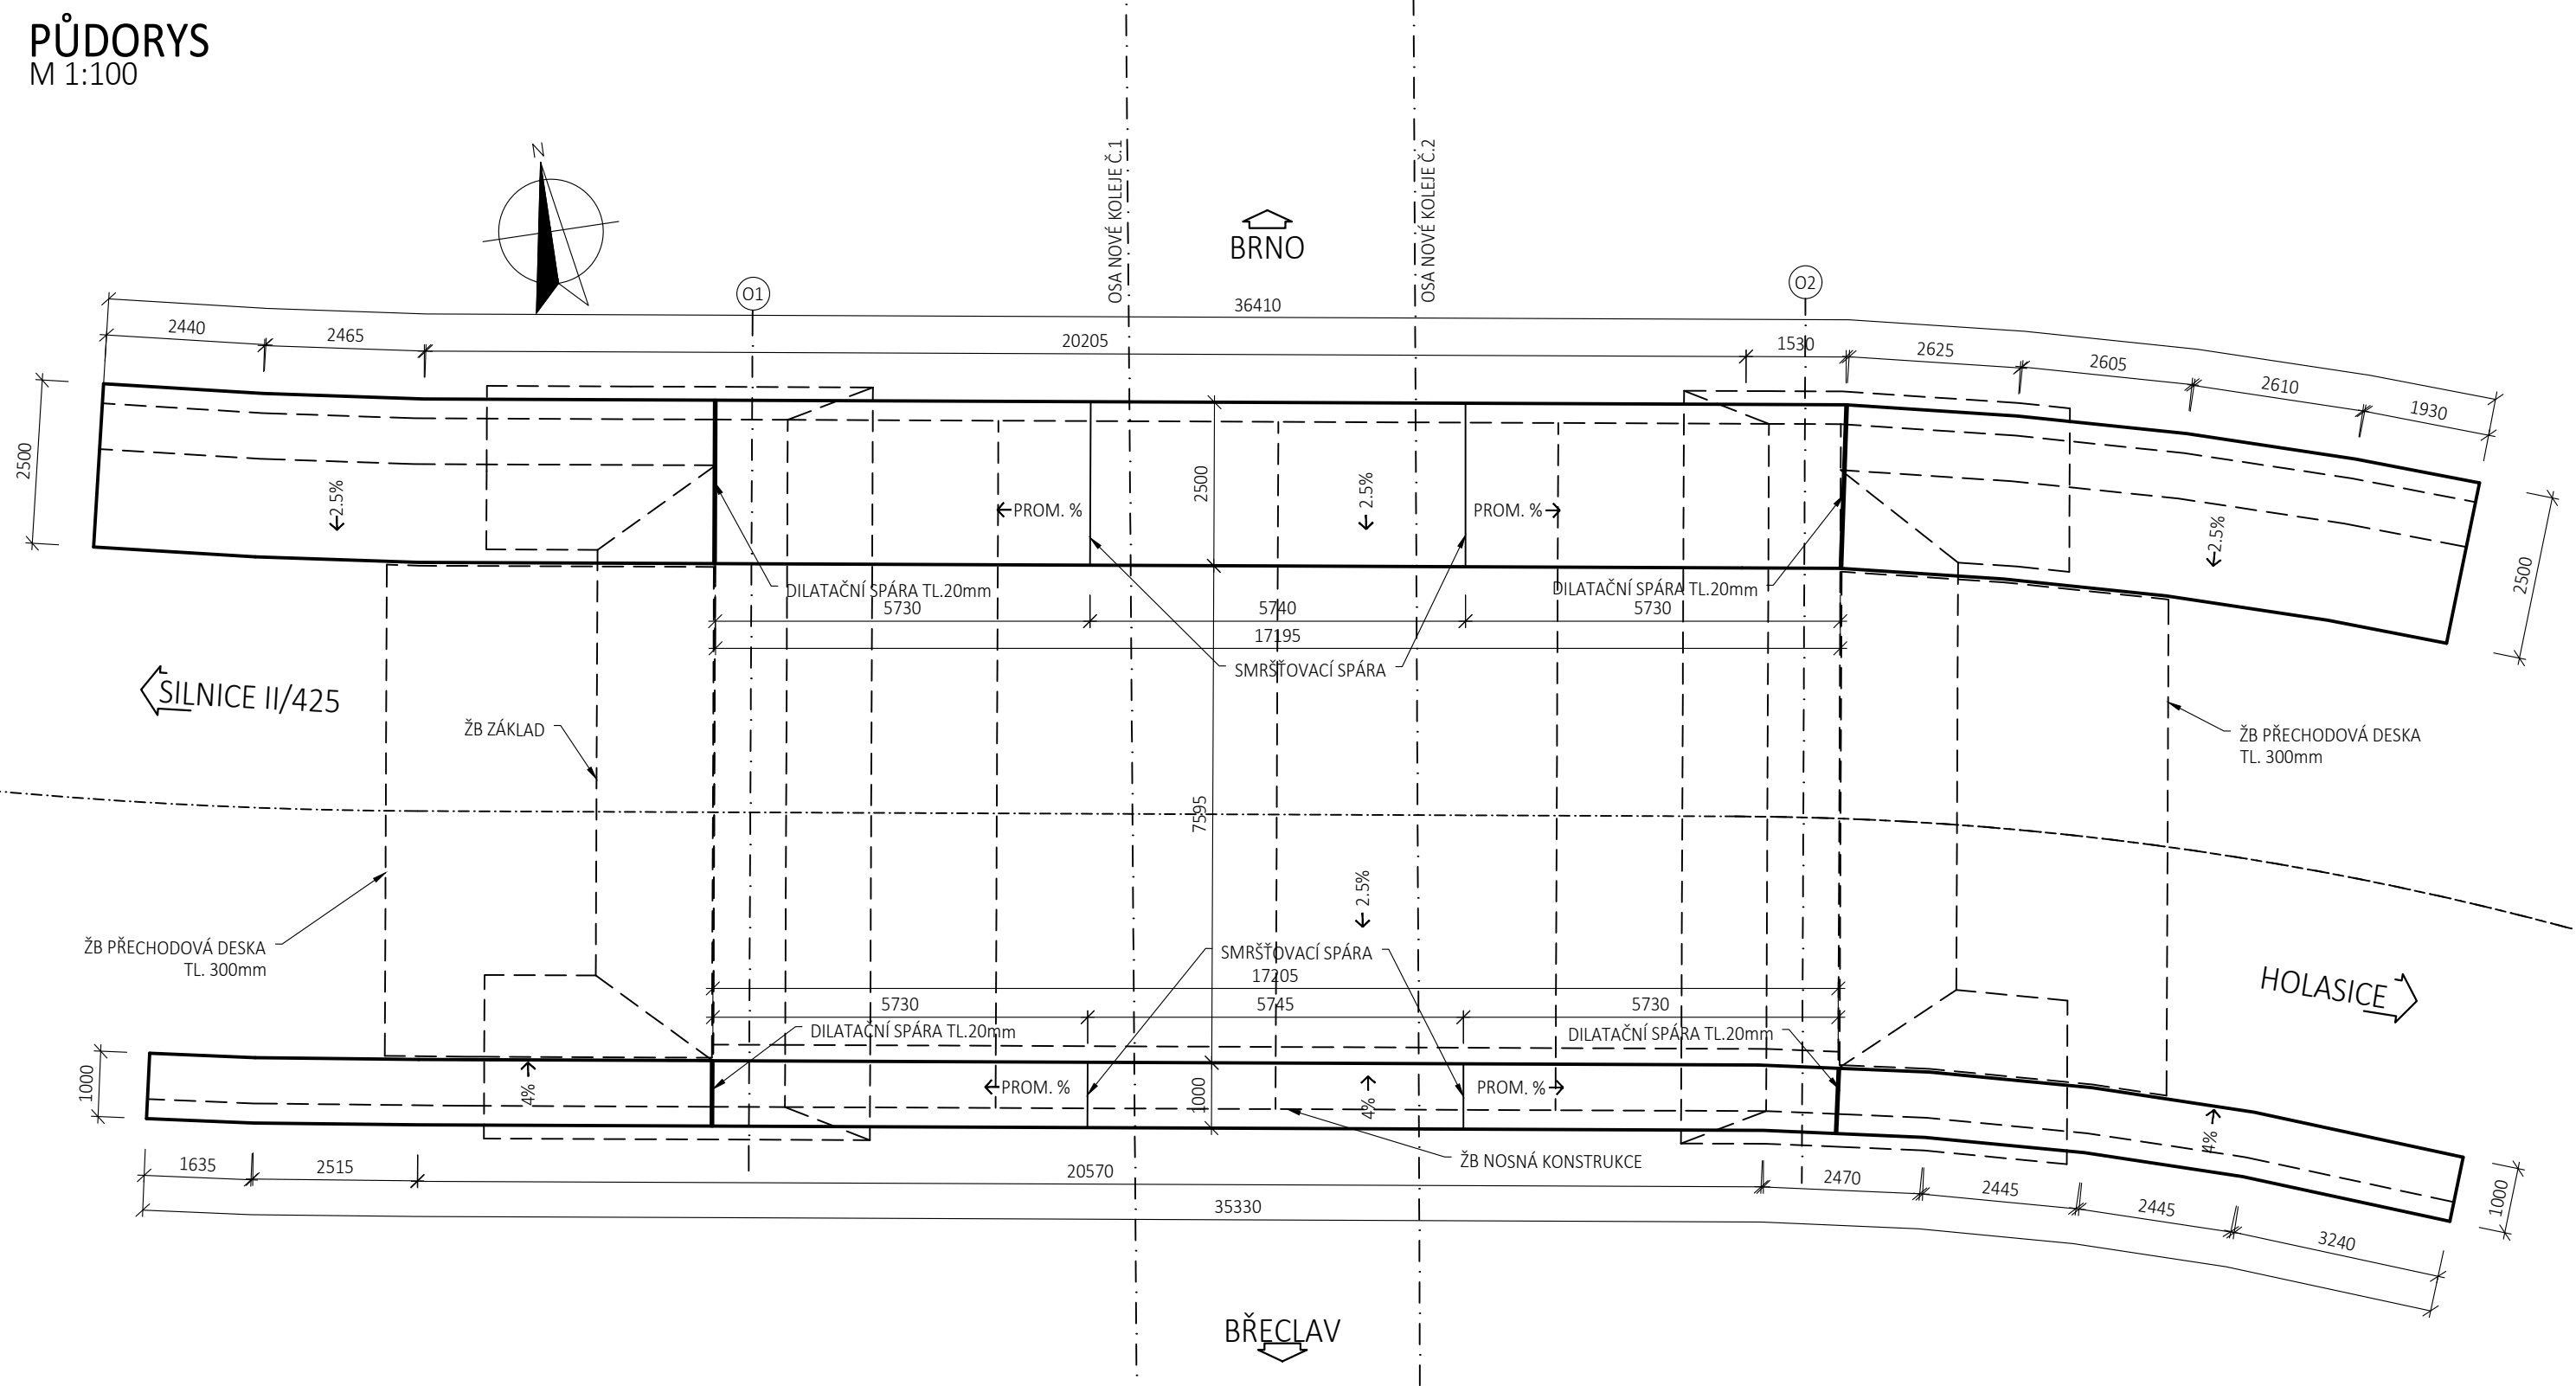 PŮDORYS
M 1:100
N
OSA NOVÉ KOLEJE Č.1
OSA NOVÉ KOLEJE Č.2
BRNO
O1
O2
36410
2440
2465
20205
1530
2625
2605
2610
1930
2500
2.5%
2500
2.5%
PROM. %
PROM. %
2.5%
2500
DILATAČNÍ SPÁRA TL.20mm
DILATAČNÍ SPÁRA TL.20mm
5730
5740
5730
17195
SMRŠŤOVACÍ SPÁRA
SILNICE II/425
ŽB ZÁKLAD
ŽB PŘECHODOVÁ DESKA
TL. 300mm
7595
2.5%
ŽB PŘECHODOVÁ DESKA
TL. 300mm
SMRŠŤOVACÍ SPÁRA
17205
5730
5745
5730
HOLASICE
DILATAČNÍ SPÁRA TL.20mm
DILATAČNÍ SPÁRA TL.20mm
1000
4%
PROM. %
1000
4%
PROM. %
4%
1000
ŽB NOSNÁ KONSTRUKCE
1635
2515
20570
2470
2445
2445
3240
35330
BŘECLAV